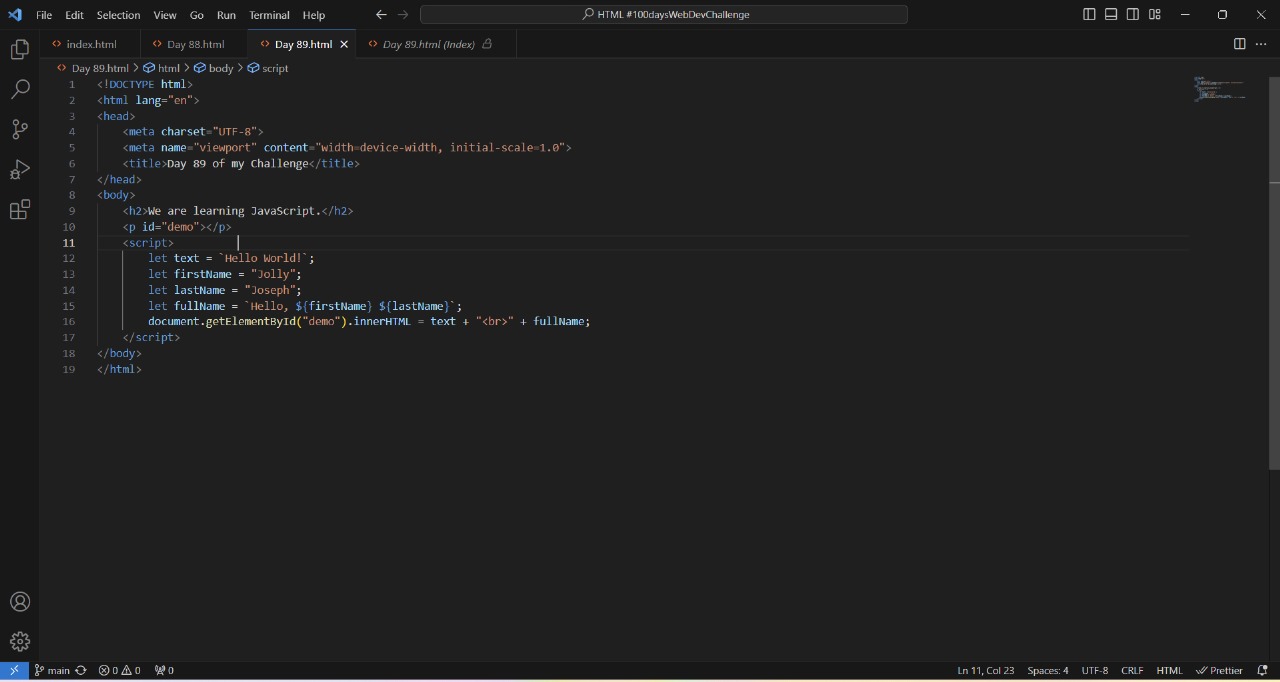 File Edit Selection View Go Run Terminal Help HTML #100daysWebDevChallenge
index.html Day 88.html Day 89.html Day 89.html (Index)
Day 89.html > html > body > script
1 <!DOCTYPE html>
2 <html lang="en">
3 <head>
4 <meta charset="UTF-8">
5 <meta name="viewport" content="width=device-width, initial-scale=1.0">
6 <title>Day 89 of my Challenge</title>
7 </head>
8 <body>
9 <h2>We are learning JavaScript.</h2>
10 <p id="demo"></p>
11 <script>
12 let text = `Hello World!`;
13 let firstName = "Jolly";
14 let lastName = "Joseph";
15 let fullName = `Hello, ${firstName} ${lastName}`;
16 document.getElementById("demo").innerHTML = text + "<br>" + fullName;
17 </script>
18 </body>
19 </html>
main 0 0 0 Ln 11, Col 23 Spaces: 4 UTF-8 CRLF HTML Prettier